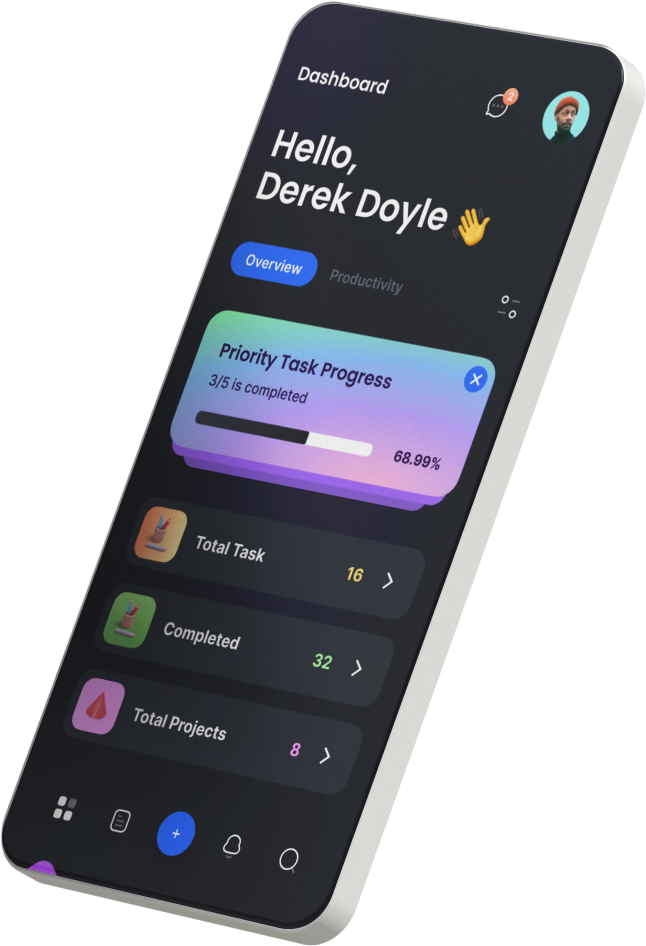 Dashboard
2
Hello,
Derek Doyle 👋
Overview
Productivity
Priority Task Progress
3/5 is completed
68.99%
Total Task
16
Completed
32
Total Projects
8